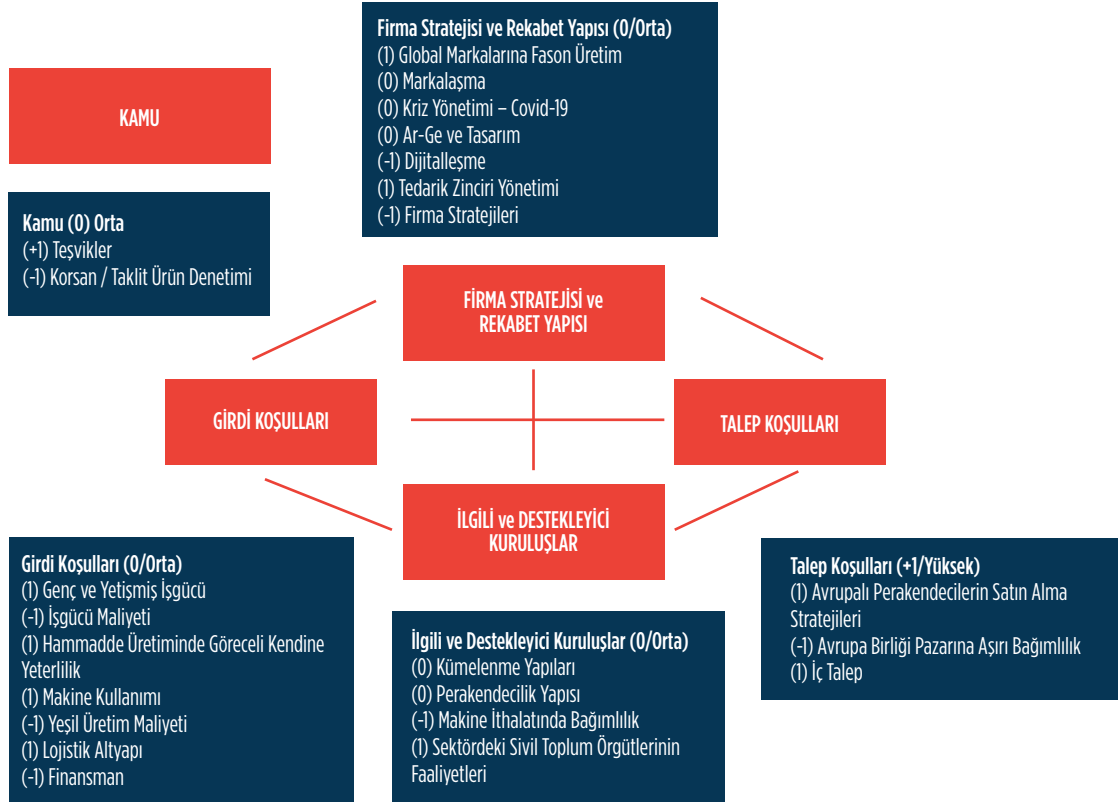 Firma Stratejisi ve Rekabet Yapısı (0/Orta)
(1) Global Markalarına Fason Üretim
(0) Markalaşma
(0) Kriz Yönetimi – Covid-19
(0) Ar-Ge ve Tasarım
(-1) Dijitalleşme
(1) Tedarik Zinciri Yönetimi
(-1) Firma Stratejileri
KAMU
Kamu (0) Orta
(+1) Teşvikler
(-1) Korsan / Taklit Ürün Denetimi
FİRMA STRATEJİSİ ve
REKABET YAPISI
GİRDİ KOŞULLARI
TALEP KOŞULLARI
İLGİLİ ve DESTEKLEYİCİ
KURULUŞLAR
Girdi Koşulları (0/Orta)
(1) Genç ve Yetişmiş İşgücü
(-1) İşgücü Maliyeti
(1) Hammadde Üretiminde Göreceli Kendine
Yeterlilik
(1) Makine Kullanımı
(-1) Yeşil Üretim Maliyeti
(1) Lojistik Altyapı
(-1) Finansman
İlgili ve Destekleyici Kuruluşlar (0/Orta)
(0) Kümelenme Yapıları
(0) Perakendecilik Yapısı
(-1) Makine İthalatında Bağımlılık
(1) Sektördeki Sivil Toplum Örgütlerinin
Faaliyetleri
Talep Koşulları (+1/Yüksek)
(1) Avrupalı Perakendecilerin Satın Alma
Stratejileri
(-1) Avrupa Birliği Pazarına Aşırı Bağımlılık
(1) İç Talep